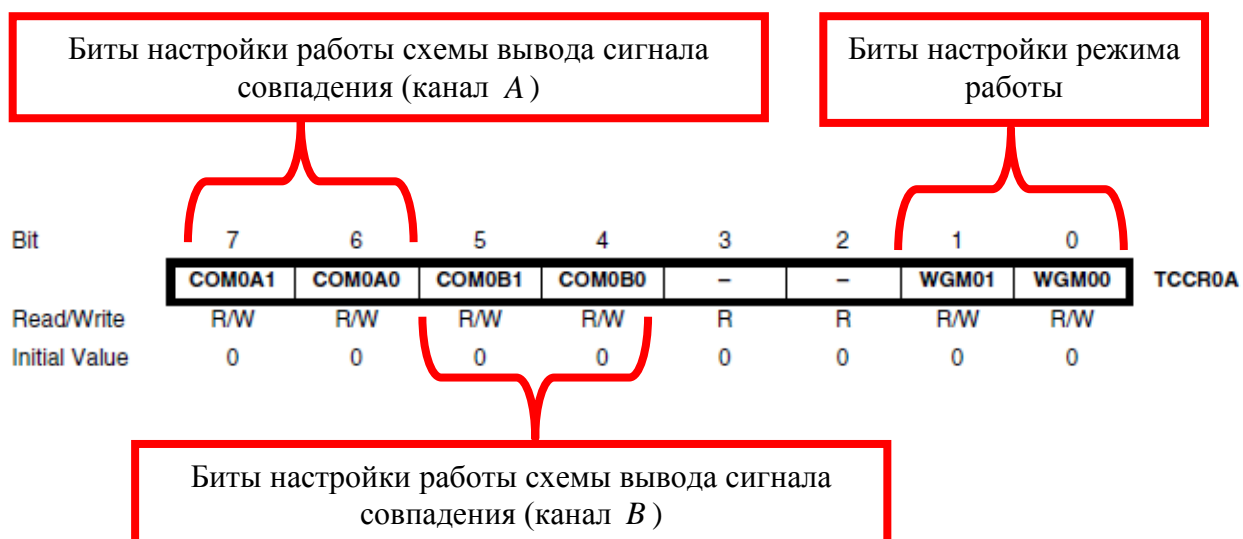 Биты настройки работы схемы вывода сигнала
совпадения (канал A)
Биты настройки режима
работы
Bit 7 6 5 4 3 2 1 0
COM0A1 COM0A0 COM0B1 COM0B0 – – WGM01 WGM00 TCCR0A
Read/Write R/W R/W R/W R/W R R R/W R/W
Initial Value 0 0 0 0 0 0 0 0
Биты настройки работы схемы вывода сигнала
совпадения (канал B)